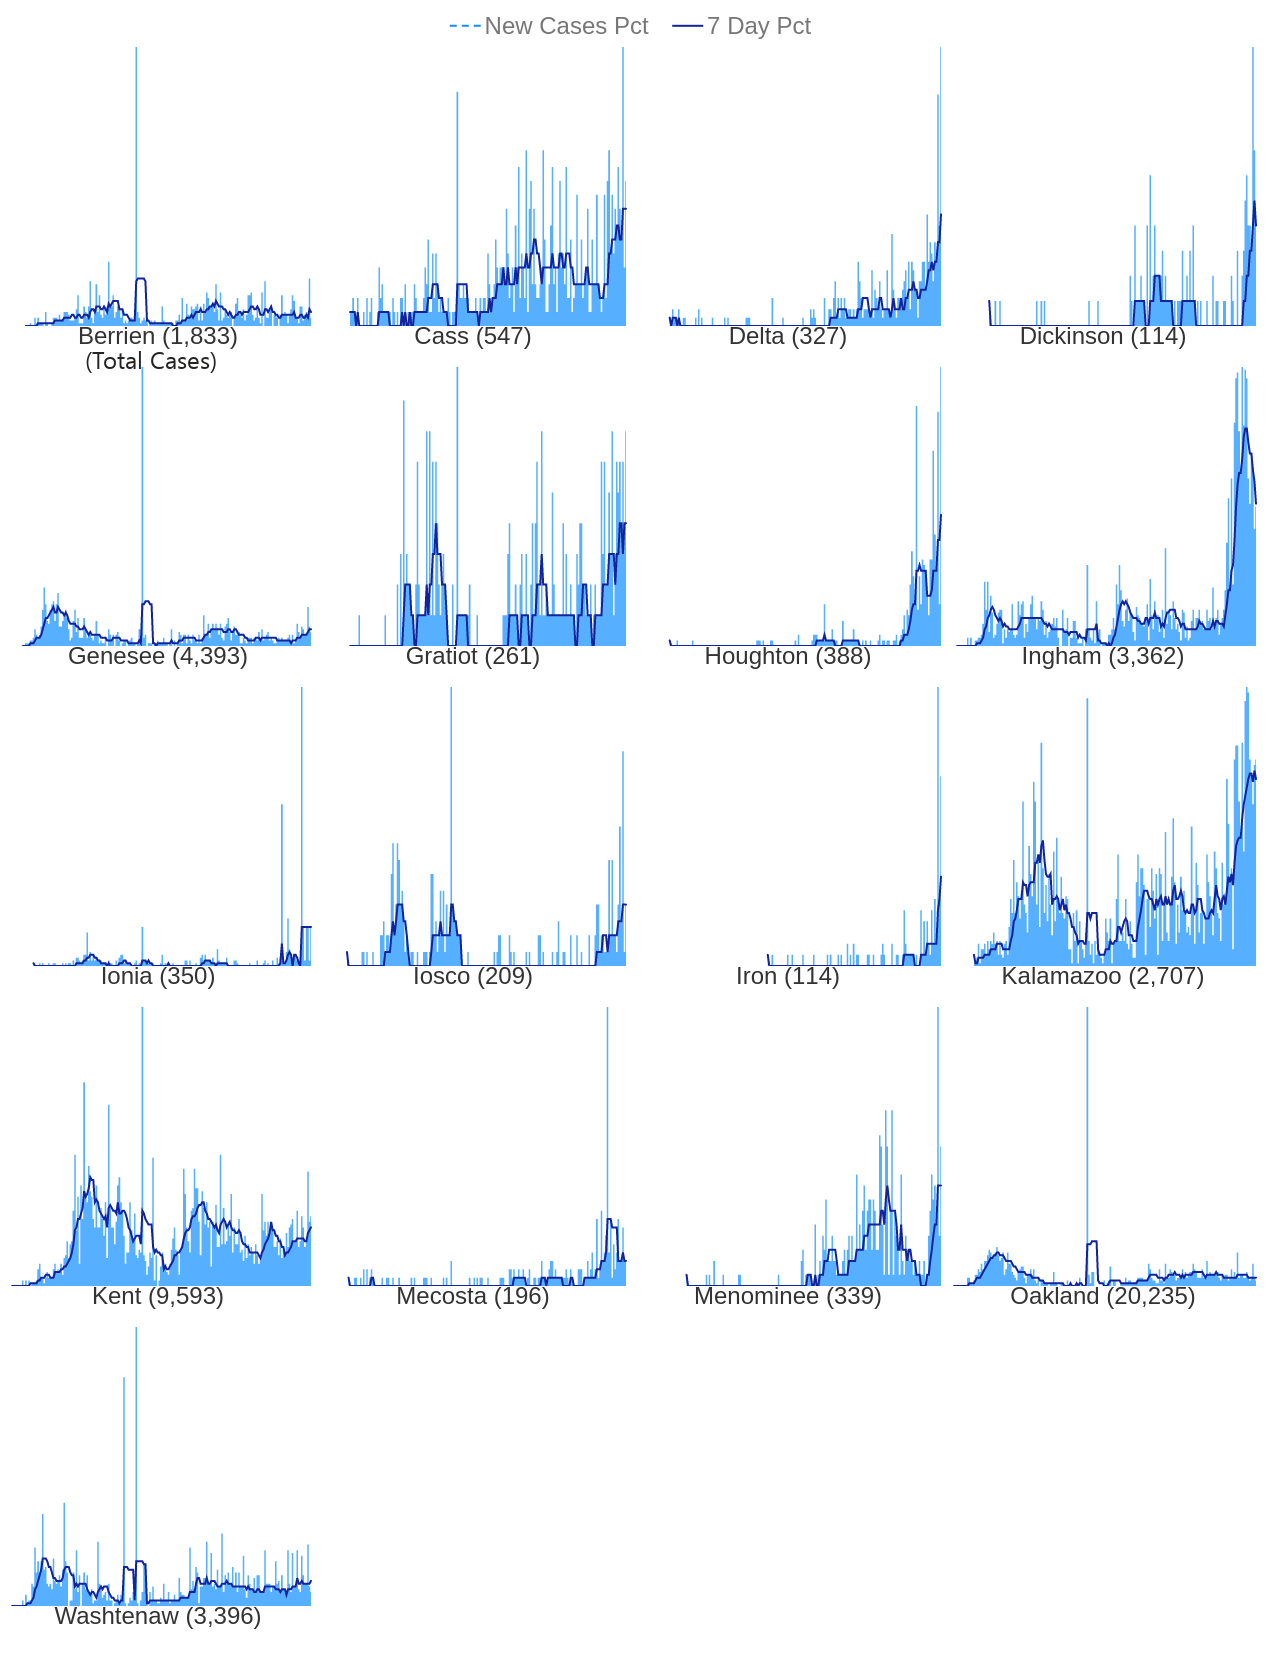 New Cases Pct 7 Day Pct
Berrien (1,833) Cass (547) Delta (327) Dickinson (114)
(Total Cases)
Genesee (4,393) Gratiot (261) Houghton (388) Ingham (3,362)
Ionia (350) Iosco (209) Iron (114) Kalamazoo (2,707)
Kent (9,593) Mecosta (196) Menominee (339) Oakland (20,235)
Washtenaw (3,396)